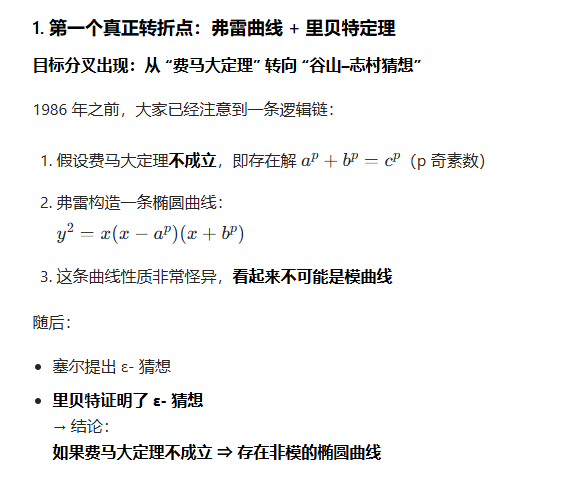 1. 第一个真正转折点：弗雷曲线 + 里贝特定理
目标分叉出现：从 “费马大定理” 转向 “谷山–志村猜想”
1986 年之前，大家已经注意到一条逻辑链：
1. 假设费马大定理不成立，即存在解 a^p + b^p = c^p（p 奇素数）
2. 弗雷构造一条椭圆曲线：
y^2 = x(x − a^p)(x + b^p)
3. 这条曲线性质非常怪异，看起来不可能是模曲线
随后：
• 塞尔提出 ε- 猜想
• 里贝特证明了 ε- 猜想
→ 结论：
如果费马大定理不成立 ⇒ 存在非模的椭圆曲线